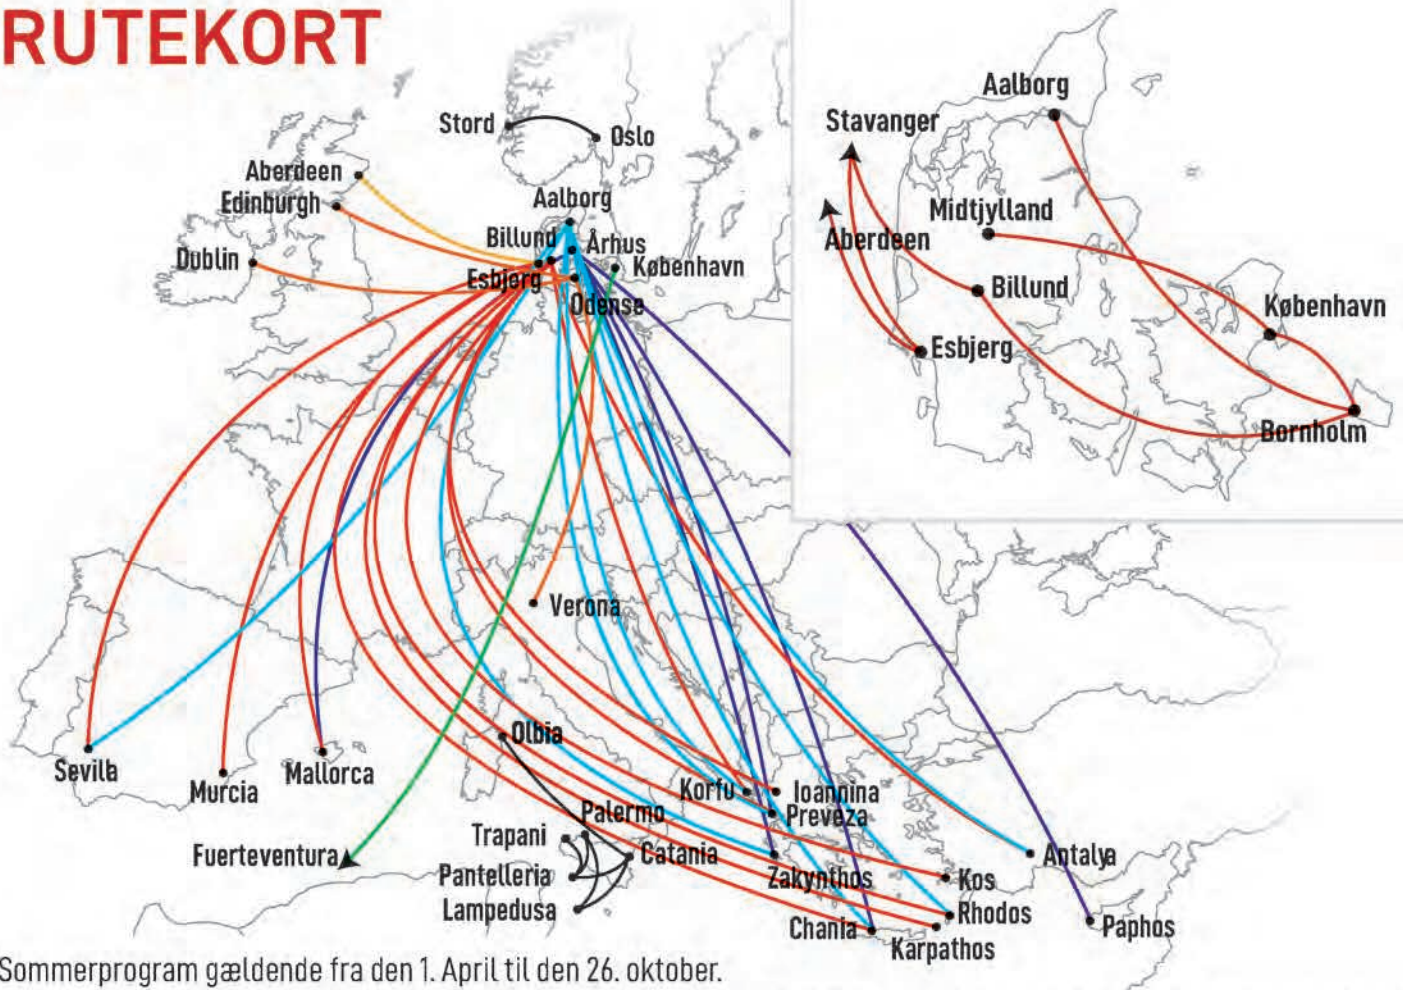 RUTEKORT
Stord
Oslo
Aberdeen
Edinburgh
Dublin
Aalborg
Billund
Århus
København
Esbjerg
Odense
Verona
Sevilla
Murcia
Mallorca
Olbia
Fuerteventura
Trapani
Palermo
Catania
Pantelleria
Lampedusa
Korfu
Ioannina
Preveza
Zakynthos
Kos
Rhodos
Chania
Karpathos
Antalya
Paphos
Aalborg
Stavanger
Midtjylland
Aberdeen
Billund
København
Esbjerg
Bornholm
Sommerprogram gældende fra den 1. April til den 26. oktober.